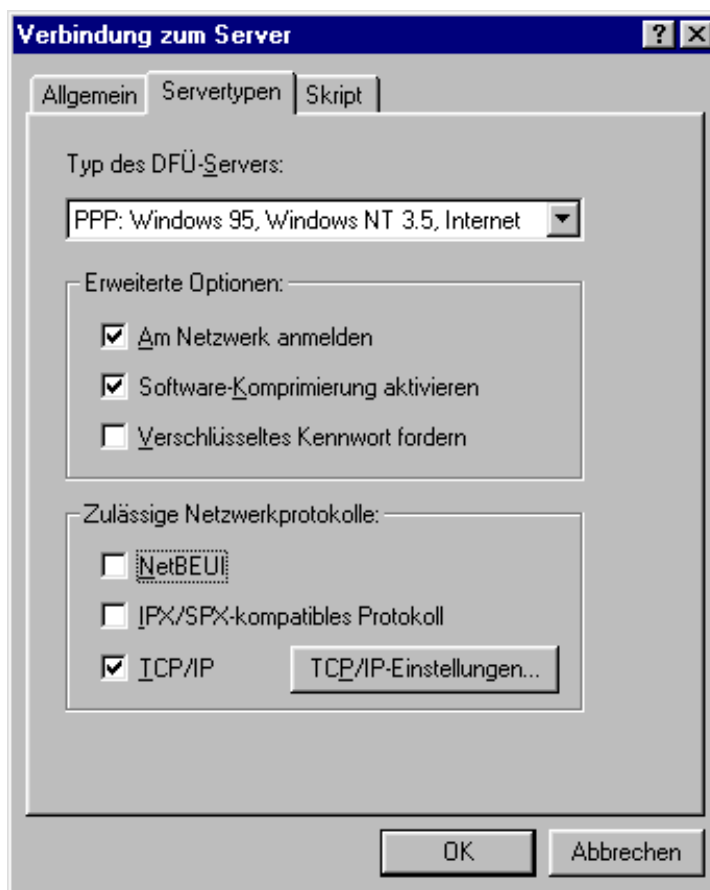 Verbindung zum Server
Allgemein Servertypen Skript
Typ des DFÜ-Servers:
PPP: Windows 95, Windows NT 3.5, Internet
Erweiterte Optionen:
Am Netzwerk anmelden
Software-Komprimierung aktivieren
Verschlüsseltes Kennwort fordern
Zulässige Netzwerkprotokolle:
NetBEUI
IPX/SPX-kompatibles Protokoll
TCP/IP TCP/IP-Einstellungen...
OK Abbrechen